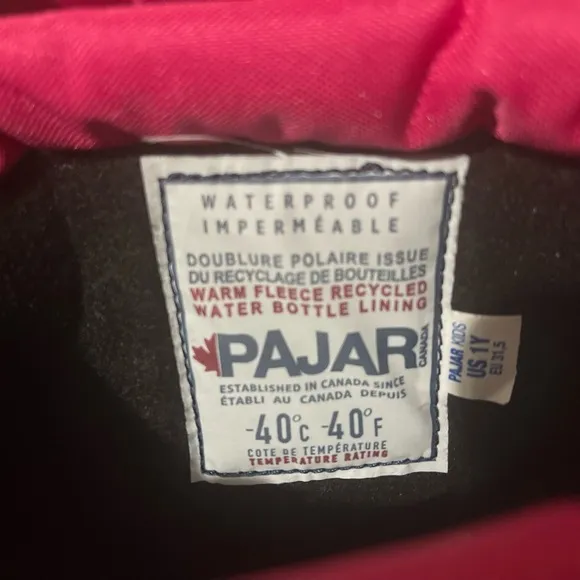 WATERPROOF
IMPERMÉABLE
DOUBLURE POLAIRE ISSUE
DU RECYCLAGE DE BOUTEILLES
WARM FLEECE RECYCLED
WATER BOTTLE LINING
PAJAR CANADA
ESTABLISHED IN CANADA SINCE
ÉTABLI AU CANADA DEPUIS
-40°C -40°F
COTE DE TEMPÉRATURE
TEMPERATURE RATING
PAJAR KIDS
US 1Y
EU 31,5